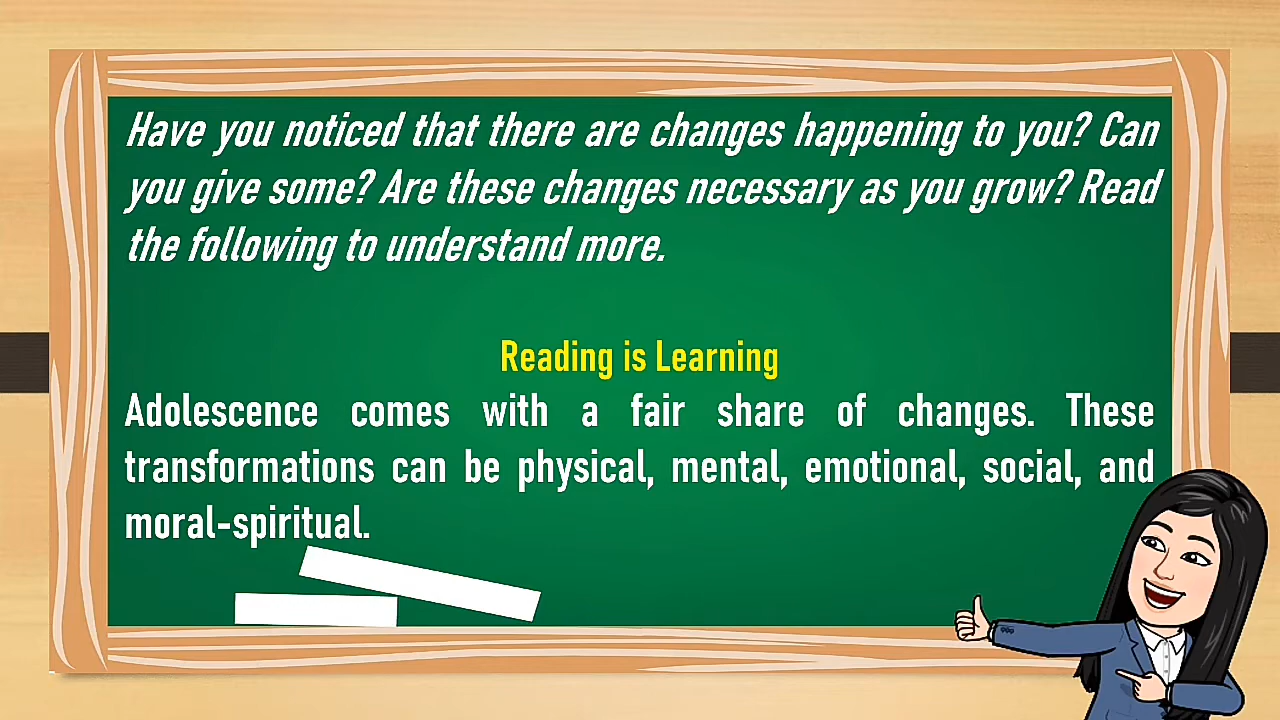 Have you noticed that there are changes happening to you? Can
you give some? Are these changes necessary as you grow? Read
the following to understand more.
Reading is Learning
Adolescence comes with a fair share of changes. These
transformations can be physical, mental, emotional, social, and
moral-spiritual.